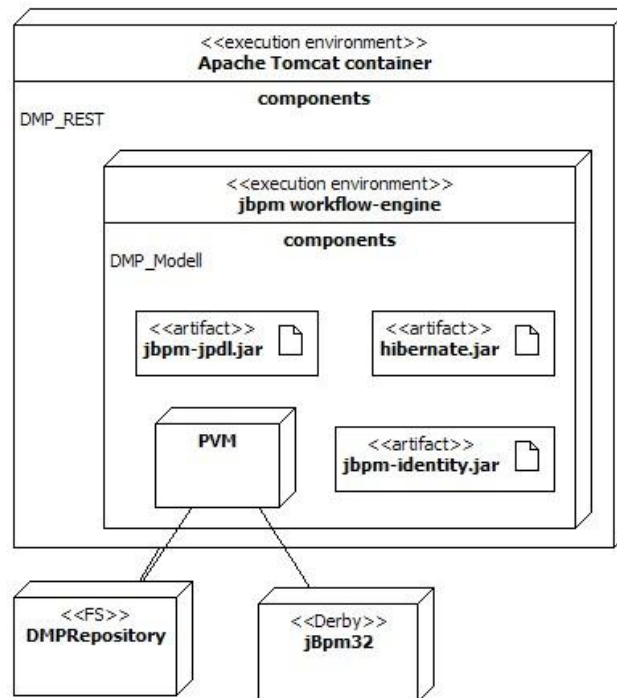 <<execution environment>>
Apache Tomcat container
components
DMP_REST
<<execution environment>>
jbpm workflow-engine
components
DMP_Modell
<<artifact>>
jbpm-jpdl.jar
<<artifact>>
hibernate.jar
PVM
<<artifact>>
jbpm-identity.jar
<<FS>>
DMPRepository
<<Derby>>
jBpm32